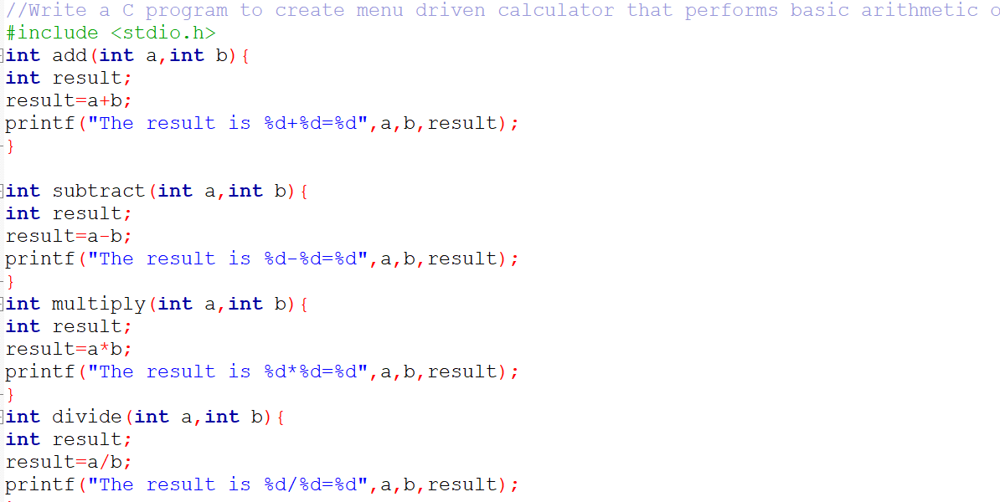 //Write a C program to create menu driven calculator that performs basic arithmetic
#include <stdio.h>
int add(int a,int b){
int result;
result=a+b;
printf("The result is %d+%d=%d",a,b,result);
}
int subtract(int a,int b){
int result;
result=a-b;
printf("The result is %d-%d=%d",a,b,result);
}
int multiply(int a,int b){
int result;
result=a*b;
printf("The result is %d*%d=%d",a,b,result);
}
int divide(int a,int b){
int result;
result=a/b;
printf("The result is %d/%d=%d",a,b,result);